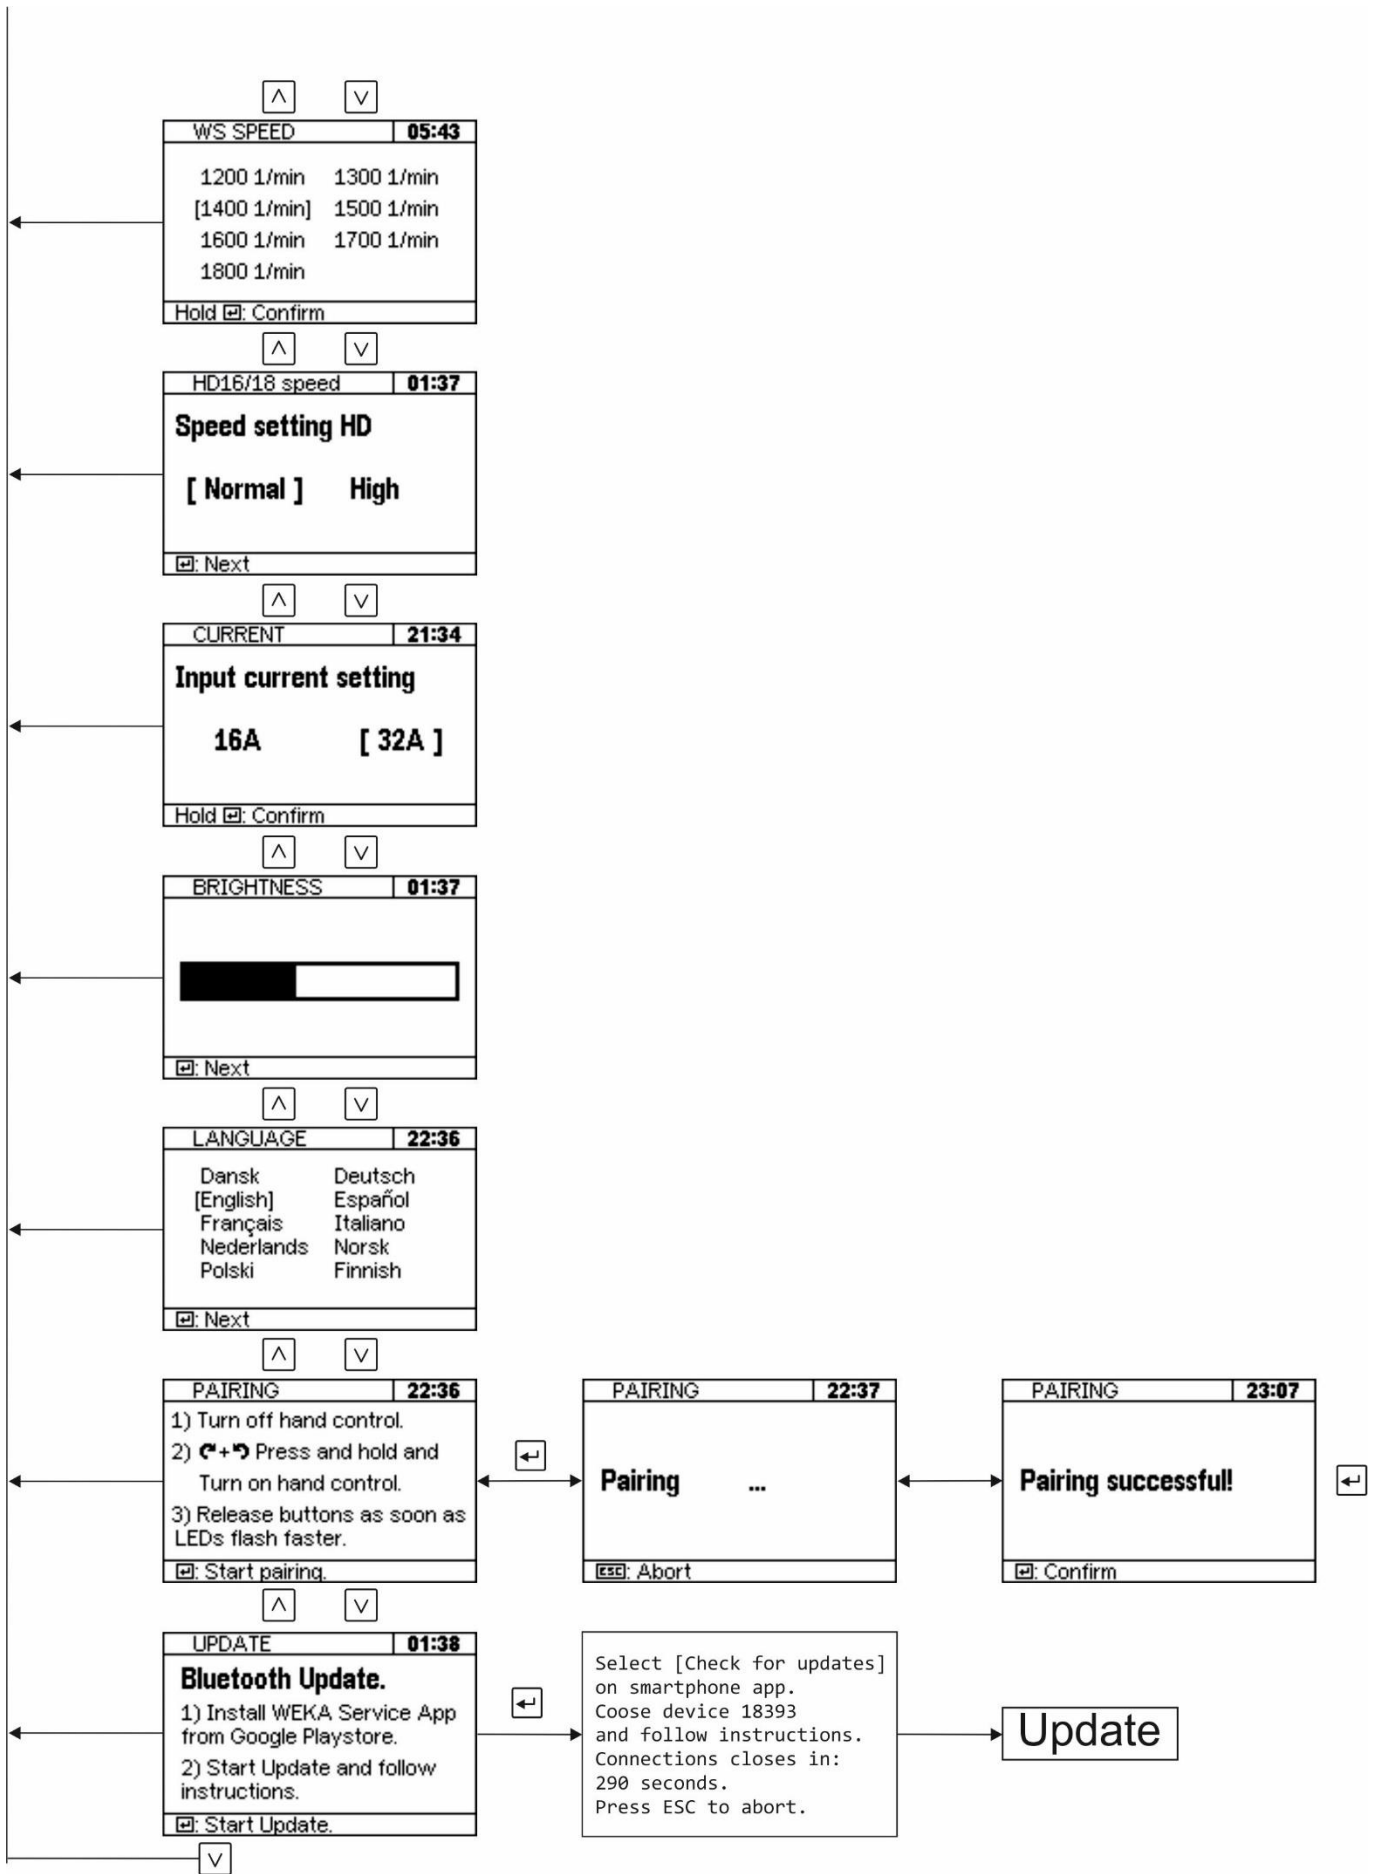 WS SPEED 05:43
1200 1/min 1300 1/min
[1400 1/min] 1500 1/min
1600 1/min 1700 1/min
1800 1/min
Hold ↵: Confirm
HD16/18 speed 01:37
Speed setting HD
[ Normal ] High
↵: Next
CURRENT 21:34
Input current setting
16A [ 32A ]
Hold ↵: Confirm
BRIGHTNESS 01:37
↵: Next
LANGUAGE 22:36
Dansk Deutsch
[English] Español
Français Italiano
Nederlands Norsk
Polski Finnish
↵: Next
PAIRING 22:36
1) Turn off hand control.
2) ↷+↶ Press and hold and
Turn on hand control.
3) Release buttons as soon as
LEDs flash faster.
↵: Start pairing.
PAIRING 22:37
Pairing ...
ESC: Abort
PAIRING 23:07
Pairing successful!
↵: Confirm
UPDATE 01:38
Bluetooth Update.
1) Install WEKA Service App
from Google Playstore.
2) Start Update and follow
instructions.
↵: Start Update.
Select [Check for updates]
on smartphone app.
Coose device 18393
and follow instructions.
Connections closes in:
290 seconds.
Press ESC to abort.
Update